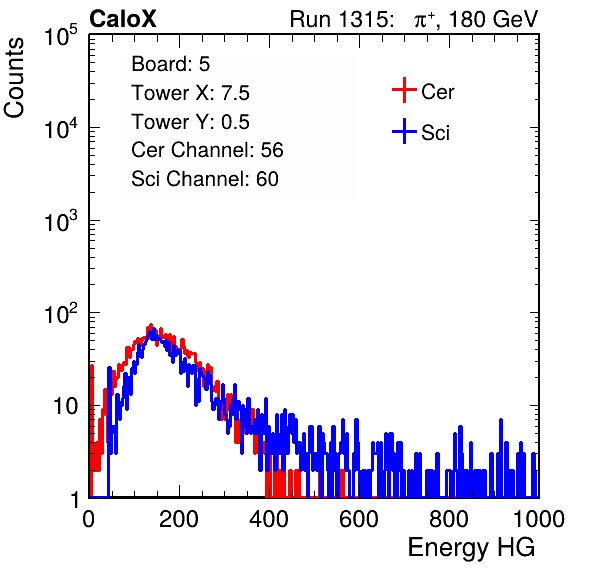 CaloX Run 1315: π⁺, 180 GeV
Counts
10⁵
10⁴
10³
10²
10
1
Board: 5
Tower X: 7.5
Tower Y: 0.5
Cer Channel: 56
Sci Channel: 60
Cer
Sci
0 200 400 600 800 1000
Energy HG